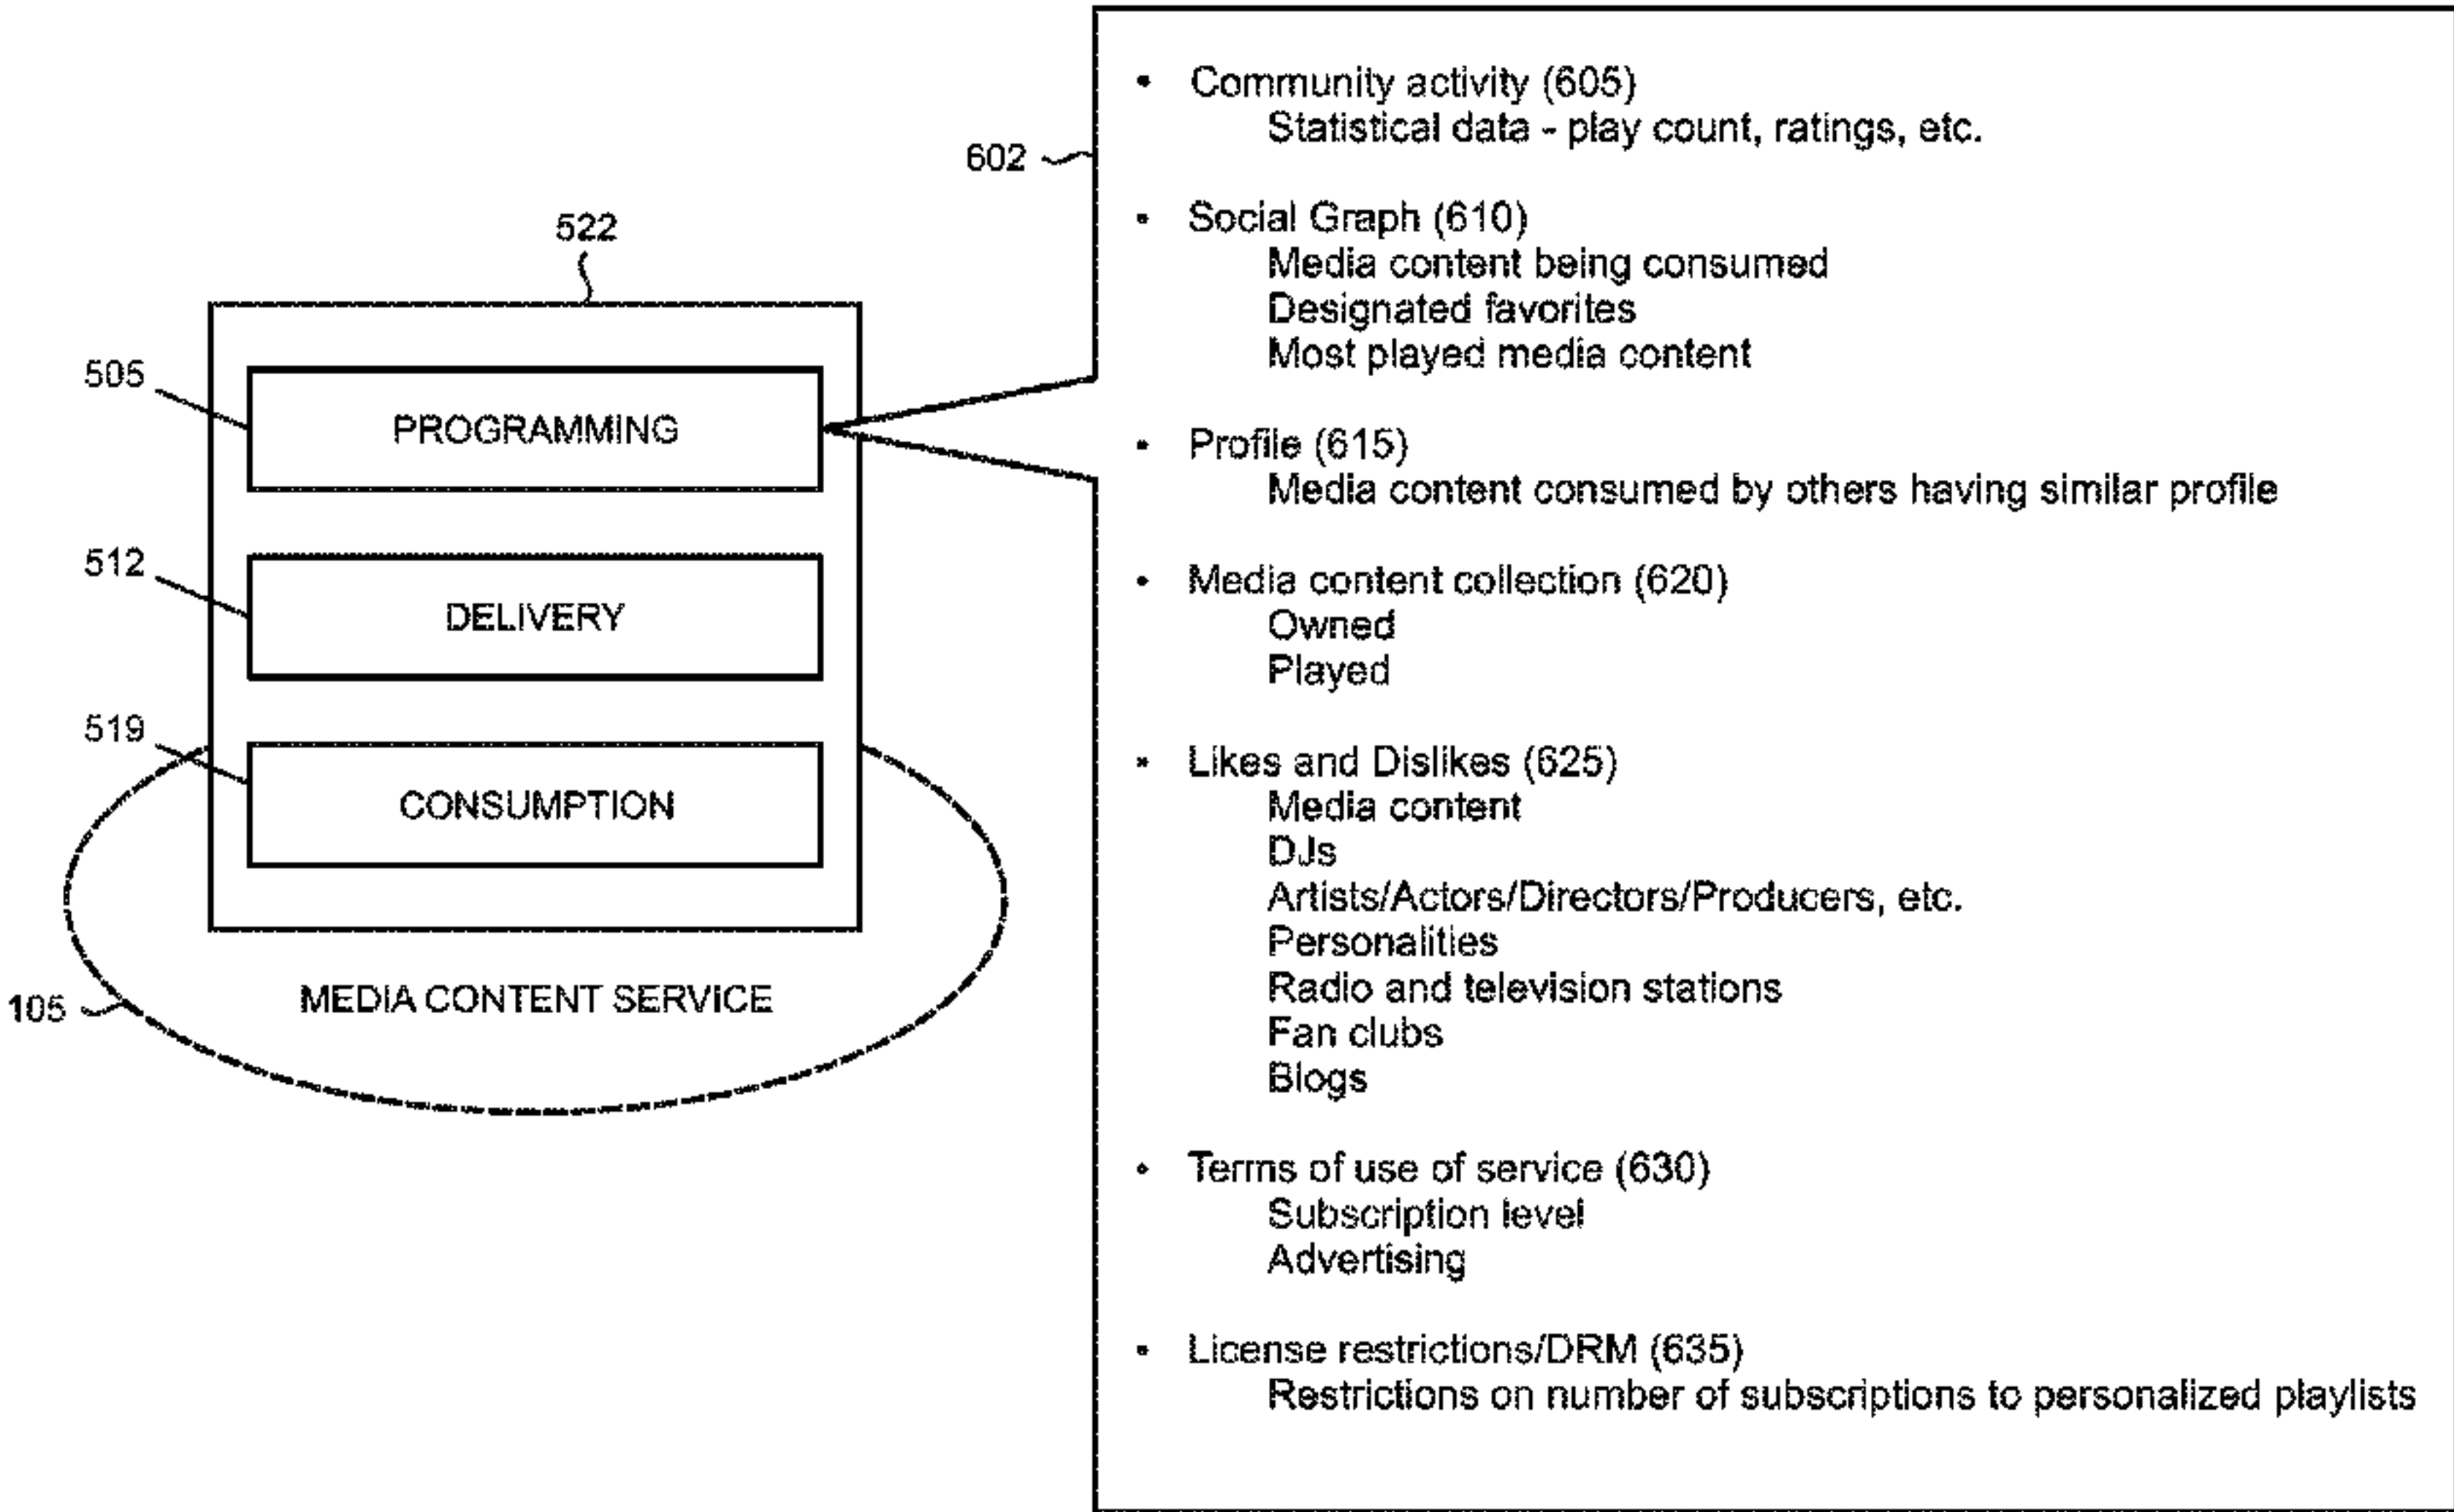 522
505
PROGRAMMING
512
DELIVERY
519
CONSUMPTION
105
MEDIA CONTENT SERVICE
602
• Community activity (605)
Statistical data - play count, ratings, etc.
• Social Graph (610)
Media content being consumed
Designated favorites
Most played media content
• Profile (615)
Media content consumed by others having similar profile
• Media content collection (620)
Owned
Played
• Likes and Dislikes (625)
Media content
DJs
Artists/Actors/Directors/Producers, etc.
Personalities
Radio and television stations
Fan clubs
Blogs
• Terms of use of service (630)
Subscription level
Advertising
• License restrictions/DRM (635)
Restrictions on number of subscriptions to personalized playlists